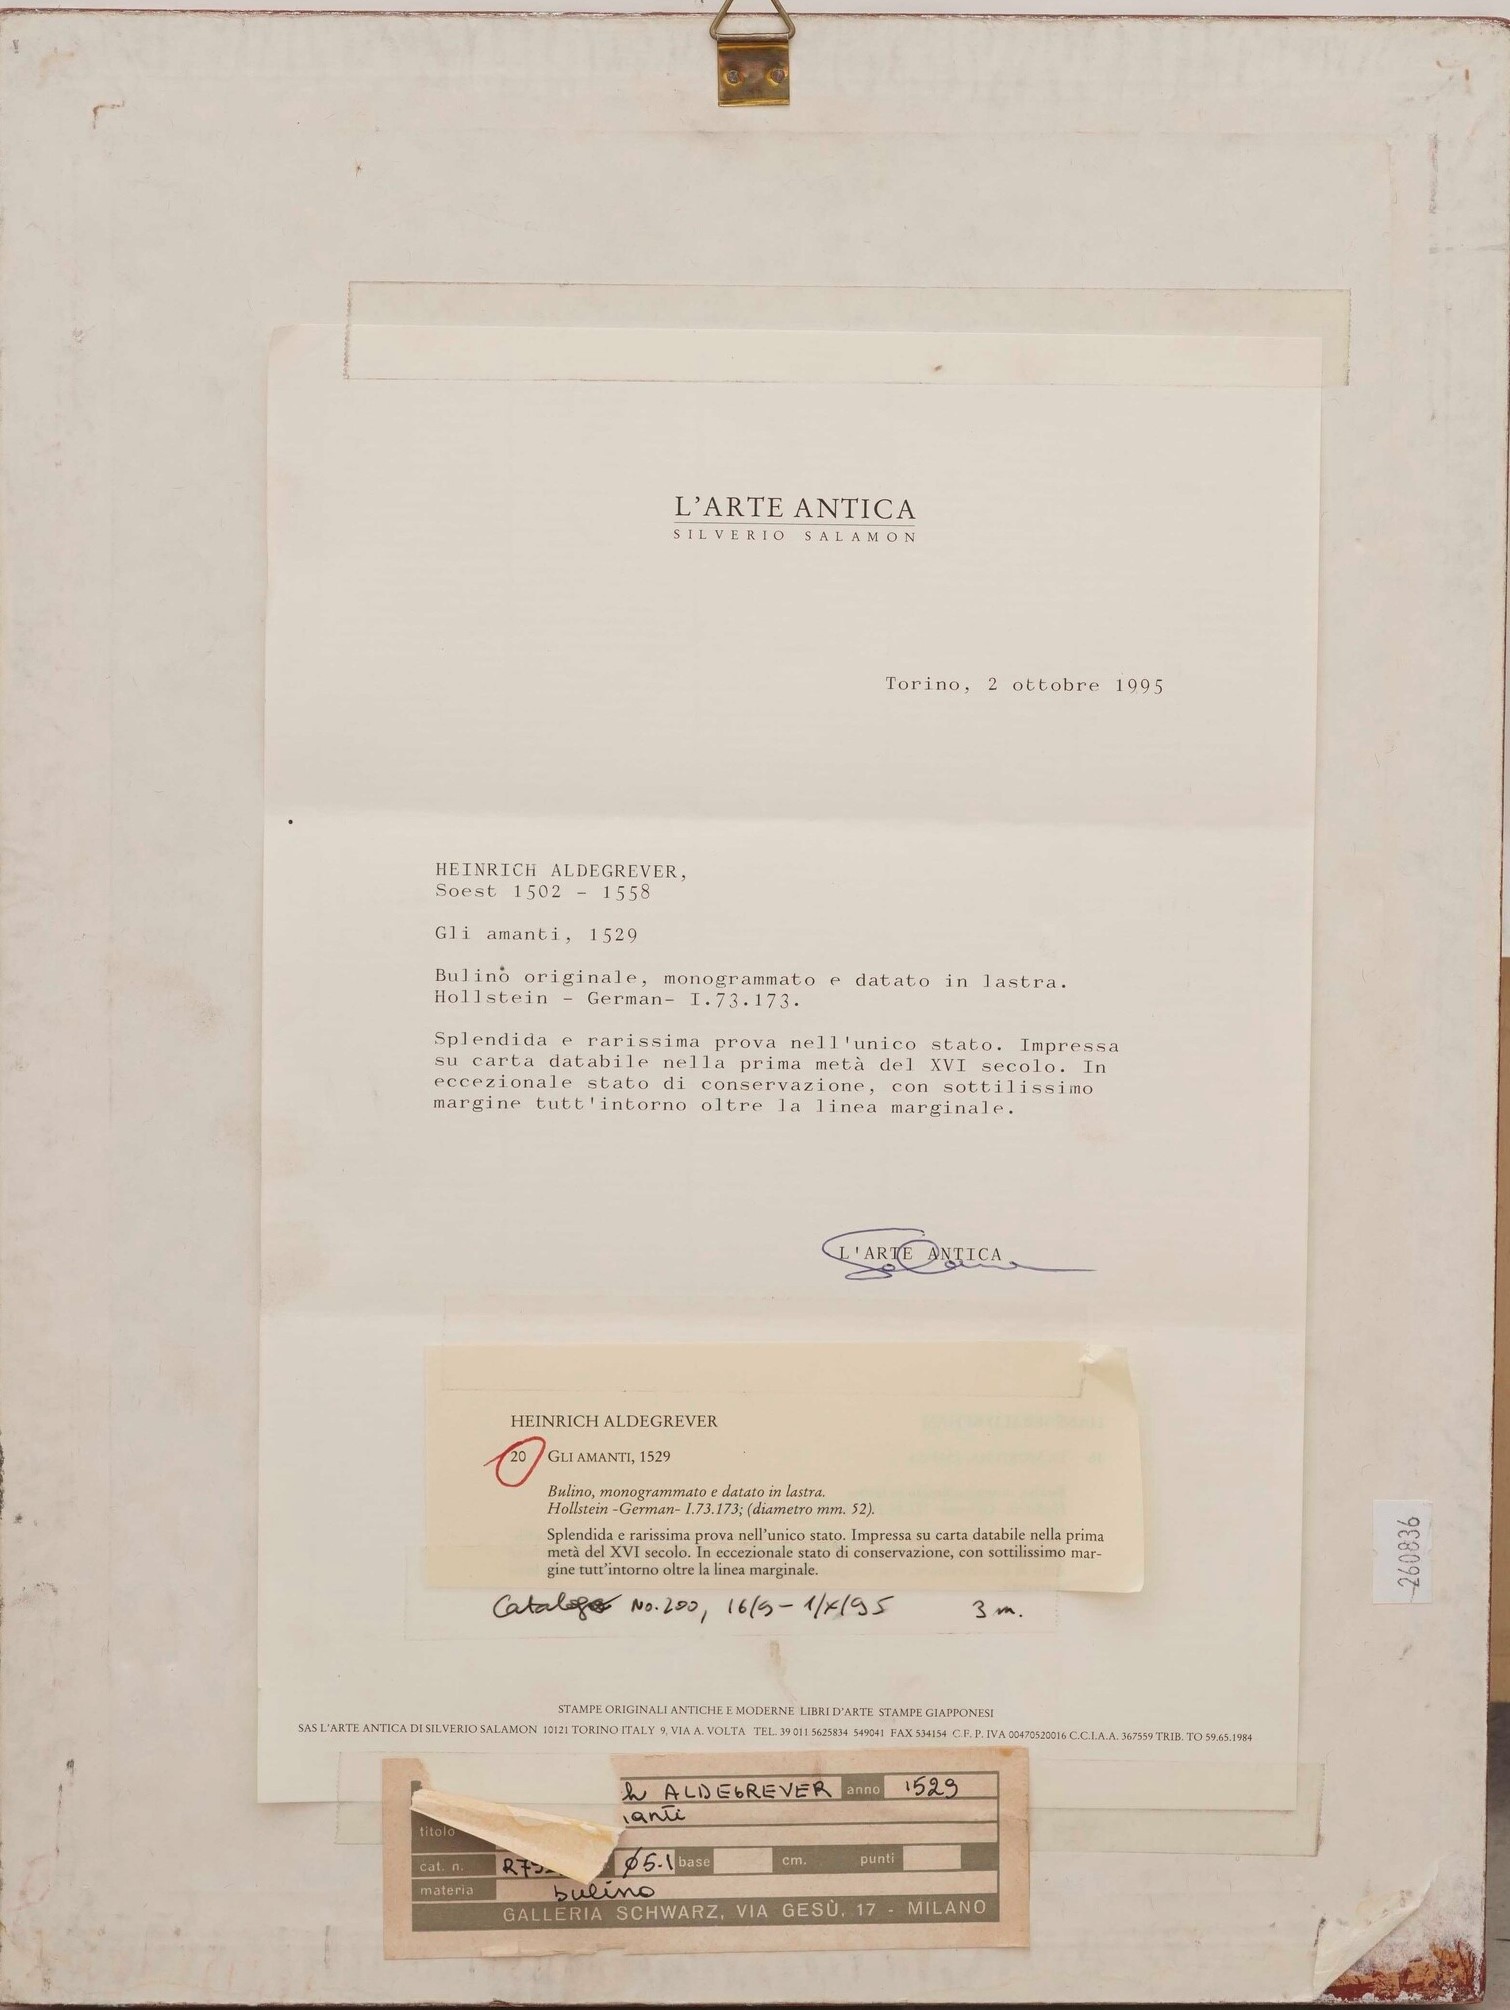 L'ARTE ANTICA
SILVERIO SALAMON
Torino, 2 ottobre 1995
HEINRICH ALDEGREVER,
Soest 1502 - 1558
Gli amanti, 1529
Bulino originale, monogrammato e datato in lastra.
Hollstein - German- I.73.173.
Splendida e rarissima prova nell'unico stato. Impressa
su carta databile nella prima metà del XVI secolo. In
eccezionale stato di conservazione, con sottilissimo
margine tutt'intorno oltre la linea marginale.
L'ARTE ANTICA
HEINRICH ALDEGREVER
20 GLI AMANTI, 1529
Bulino, monogrammato e datato in lastra.
Hollstein -German- I.73.173; (diametro mm. 52).
Splendida e rarissima prova nell'unico stato. Impressa su carta databile nella prima
metà del XVI secolo. In eccezionale stato di conservazione, con sottilissimo mar-
gine tutt'intorno oltre la linea marginale.
Catalogo No. 200, 16/9 - 1/X/95 3 m.
260836
STAMPE ORIGINALI ANTICHE E MODERNE LIBRI D'ARTE STAMPE GIAPPONESI
SAS L'ARTE ANTICA DI SILVERIO SALAMON 10121 TORINO ITALY 9, VIA A. VOLTA TEL. 39 011 5625834 549041 FAX 534154 C.F. P. IVA 00470520016 C.C.I.A.A. 367559 TRIB. TO 59.65.1984
h ALDEGREVER anno 1529
anti
titolo
cat. n. ø5.1 base cm. punti
materia bulino
GALLERIA SCHWARZ, VIA GESÙ, 17 - MILANO